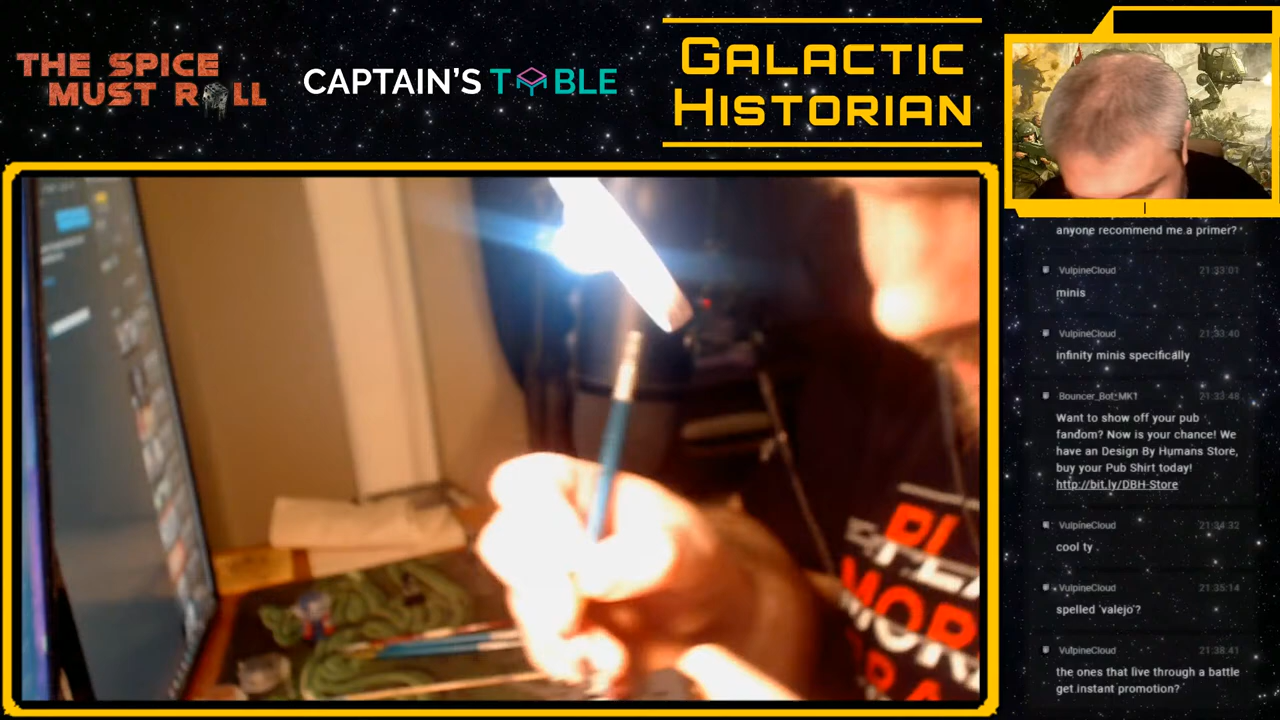 THE SPICE
MUST ROLL
CAPTAIN'S TABLE
GALACTIC
HISTORIAN
anyone recommend me a primer?
VulpineCloud 21:33:01
minis
VulpineCloud 21:33:40
infinity minis specifically
Bouncer_Bot_MK1 21:33:48
Want to show off your pub
fandom? Now is your chance! We
have an Design By Humans Store,
buy your Pub Shirt today!
http://bit.ly/DBH-Store
VulpineCloud 21:34:32
cool ty
VulpineCloud 21:35:14
spelled 'valejo'?
VulpineCloud 21:38:41
the ones that live through a battle
get instant promotion?
MOR